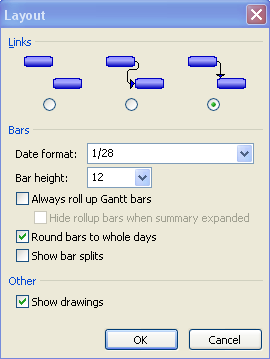 Layout
Links
Bars
Date format: 1/28
Bar height: 12
Always roll up Gantt bars
Hide rollup bars when summary expanded
Round bars to whole days
Show bar splits
Other
Show drawings
OK Cancel